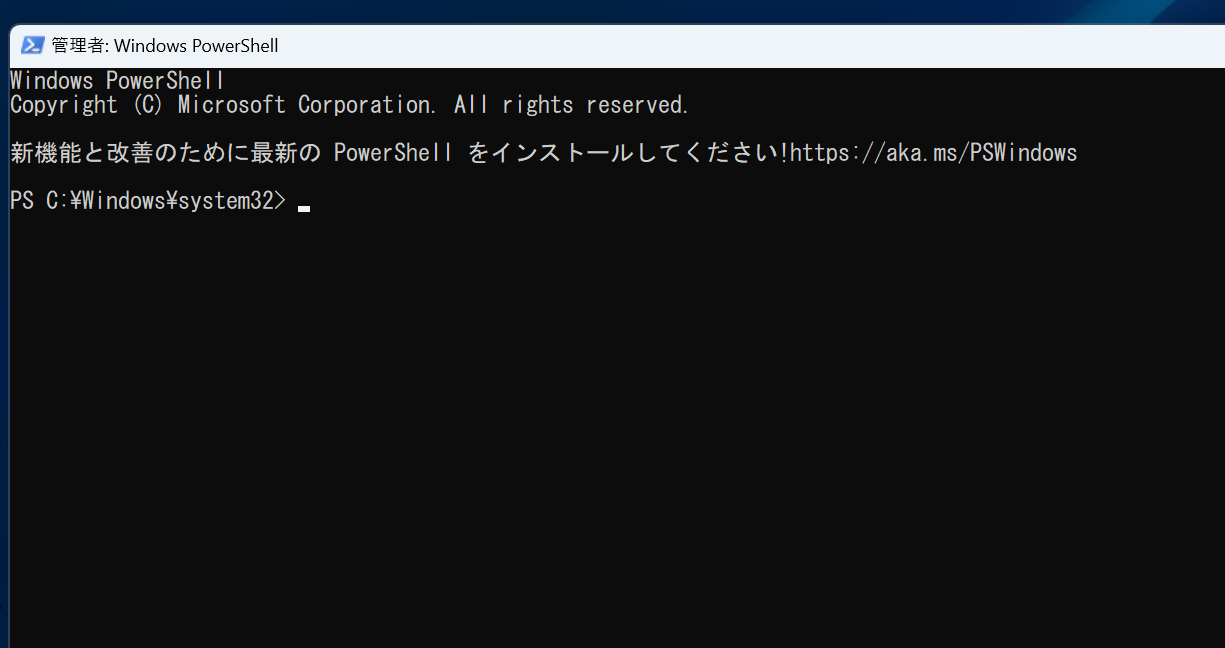 管理者: Windows PowerShell
Windows PowerShell
Copyright (C) Microsoft Corporation. All rights reserved.
新機能と改善のために最新の PowerShell をインストールしてください!https://aka.ms/PSWindows
PS C:¥Windows¥system32>